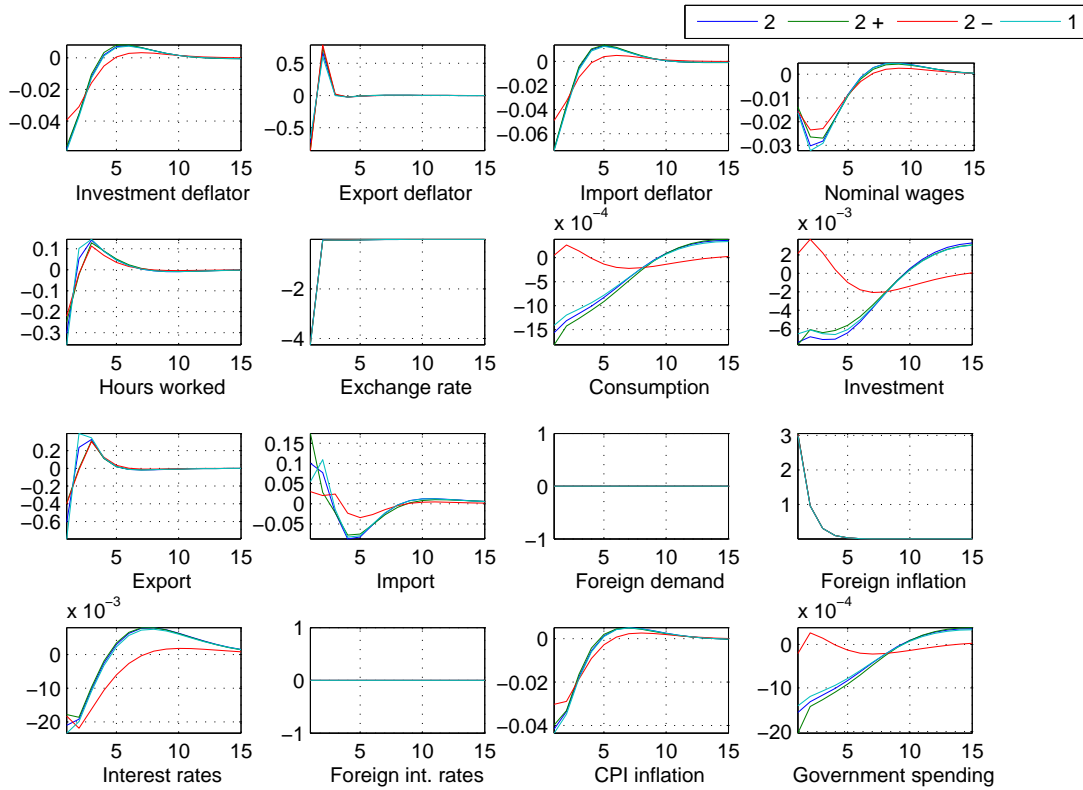 2 2 + 2 − 1
0 −0.02 −0.04 5 10 15 Investment deflator
0.5 0 −0.5 5 10 15 Export deflator
0 −0.02 −0.04 −0.06 5 10 15 Import deflator
0 −0.01 −0.02 −0.03 5 10 15 Nominal wages
0.1 0 −0.1 −0.2 −0.3 5 10 15 Hours worked
−2 −4 5 10 15 Exchange rate
x 10−4 0 −5 −10 −15 5 10 15 Consumption
x 10−3 2 0 −2 −4 −6 5 10 15 Investment
0.2 0 −0.2 −0.4 −0.6 5 10 15 Export
0.15 0.1 0.05 0 −0.05 5 10 15 Import
1 0 −1 5 10 15 Foreign demand
3 2 1 5 10 15 Foreign inflation
x 10−3 0 −10 −20 5 10 15 Interest rates
1 0 −1 5 10 15 Foreign int. rates
0 −0.02 −0.04 5 10 15 CPI inflation
x 10−4 0 −10 −20 5 10 15 Government spending